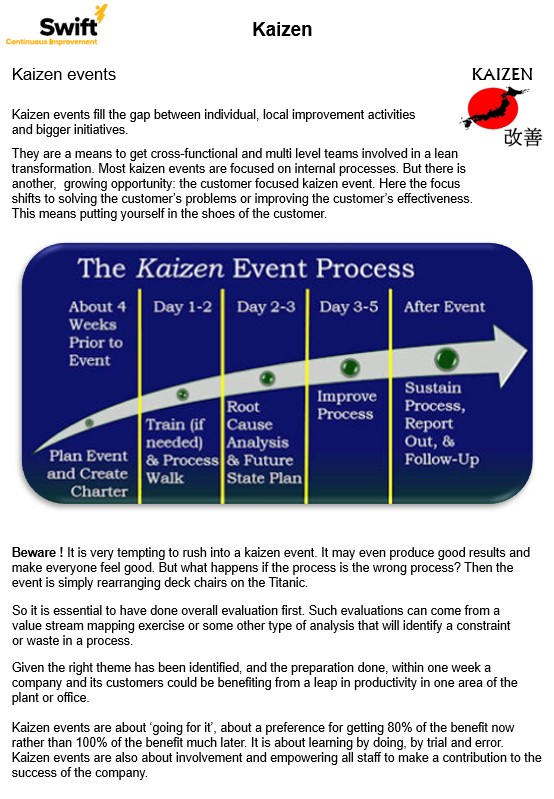 Swift
Continuous Improvement
Kaizen
Kaizen events
KAIZEN
改善
Kaizen events fill the gap between individual, local improvement activities
and bigger initiatives.
They are a means to get cross-functional and multi level teams involved in a lean
transformation. Most kaizen events are focused on internal processes. But there is
another,  growing opportunity: the customer focused kaizen event. Here the focus
shifts to solving the customer's problems or improving the customer's effectiveness.
This means putting yourself in the shoes of the customer.
The Kaizen Event Process
About 4
Weeks
Prior to
Event
Day 1-2
Day 2-3
Day 3-5
After Event
Plan Event
and Create
Charter
Train (if
needed)
& Process
Walk
Root
Cause
Analysis
& Future
State Plan
Improve
Process
Sustain
Process,
Report
Out, &
Follow-Up
Beware ! It is very tempting to rush into a kaizen event. It may even produce good results and
make everyone feel good. But what happens if the process is the wrong process? Then the
event is simply rearranging deck chairs on the Titanic.
So it is essential to have done overall evaluation first. Such evaluations can come from a
value stream mapping exercise or some other type of analysis that will identify a constraint
or waste in a process.
Given the right theme has been identified, and the preparation done, within one week a
company and its customers could be benefiting from a leap in productivity in one area of the
plant or office.
Kaizen events are about 'going for it', about a preference for getting 80% of the benefit now
rather than 100% of the benefit much later. It is about learning by doing, by trial and error.
Kaizen events are also about involvement and empowering all staff to make a contribution to the
success of the company.